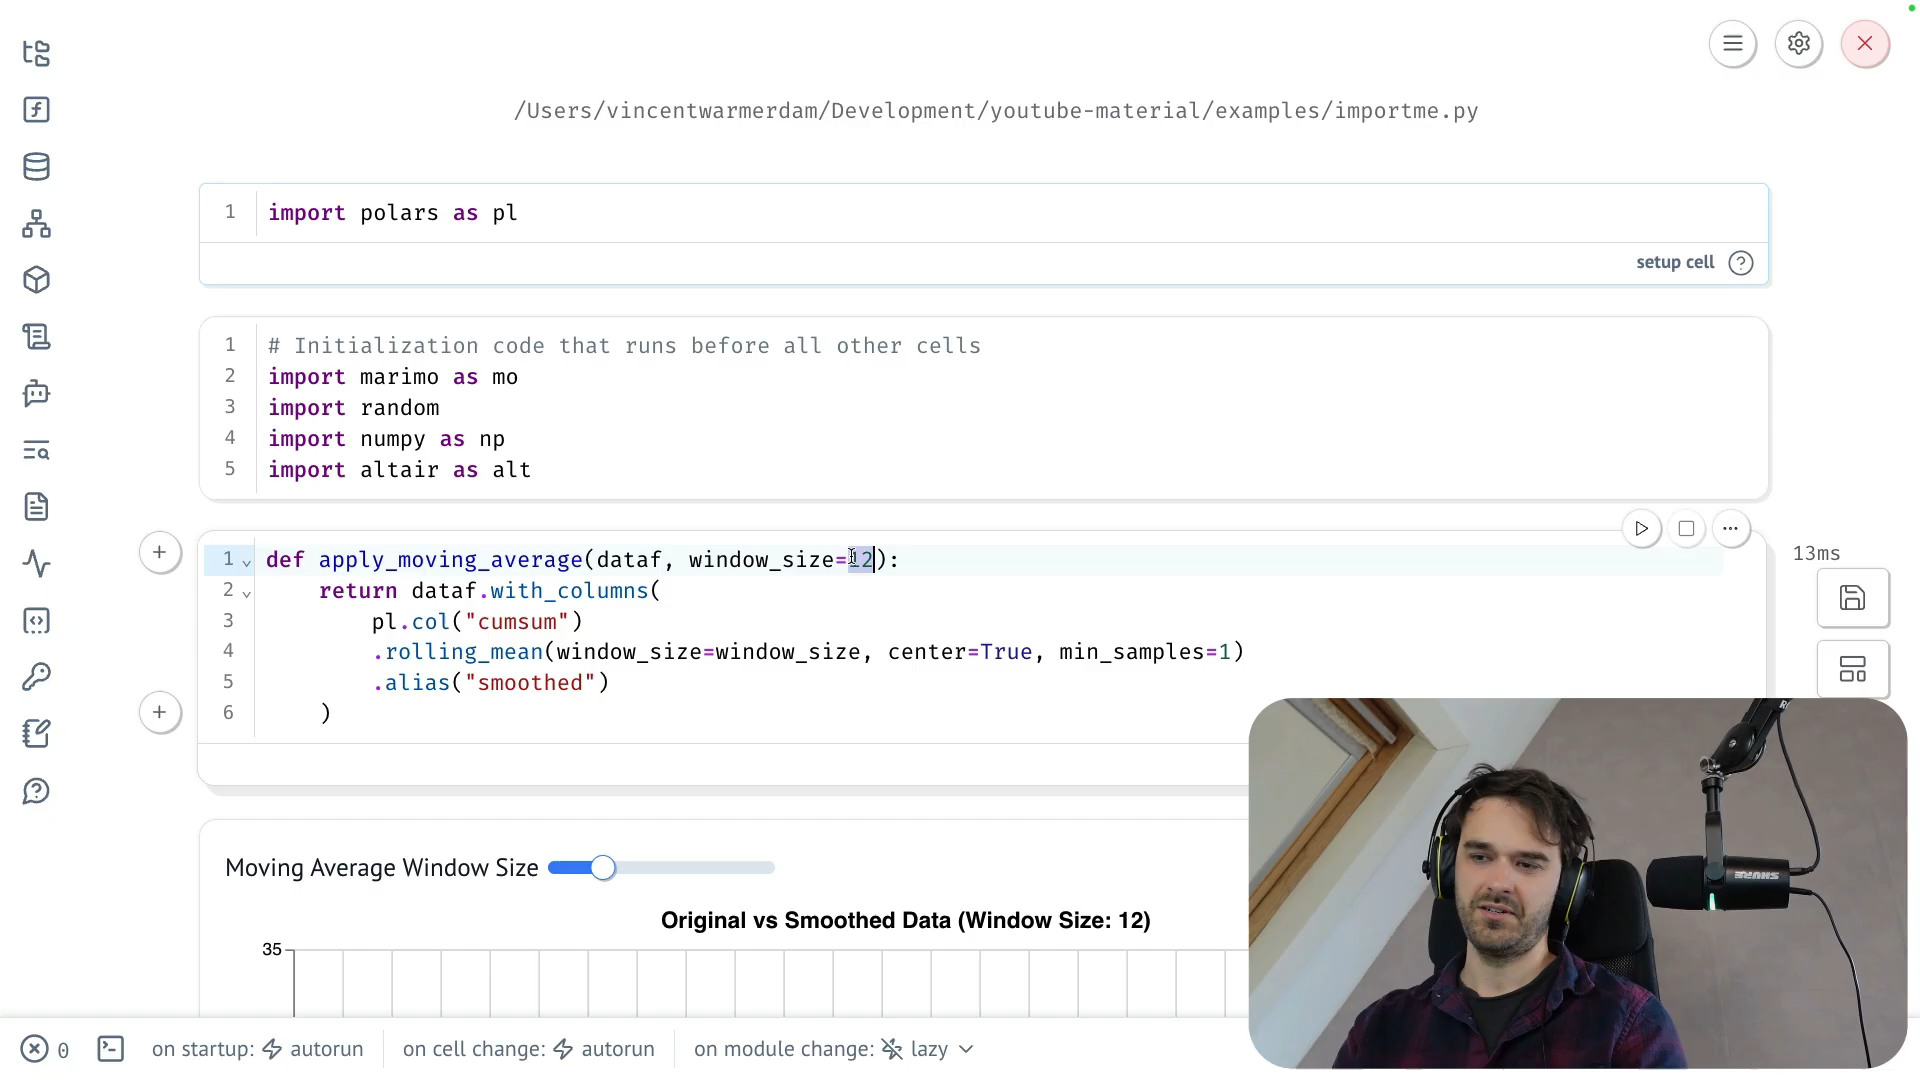 /Users/vincentwarmerdam/Development/youtube-material/examples/importme.py
1 import polars as pl
setup cell
1 # Initialization code that runs before all other cells
2 import marimo as mo
3 import random
4 import numpy as np
5 import altair as alt
1 def apply_moving_average(dataf, window_size=12):
2     return dataf.with_columns(
3         pl.col("cumsum")
4         .rolling_mean(window_size=window_size, center=True, min_samples=1)
5         .alias("smoothed")
6     )
13ms
Moving Average Window Size
Original vs Smoothed Data (Window Size: 12)
35
SHURE
0 on startup: autorun on cell change: autorun on module change: lazy